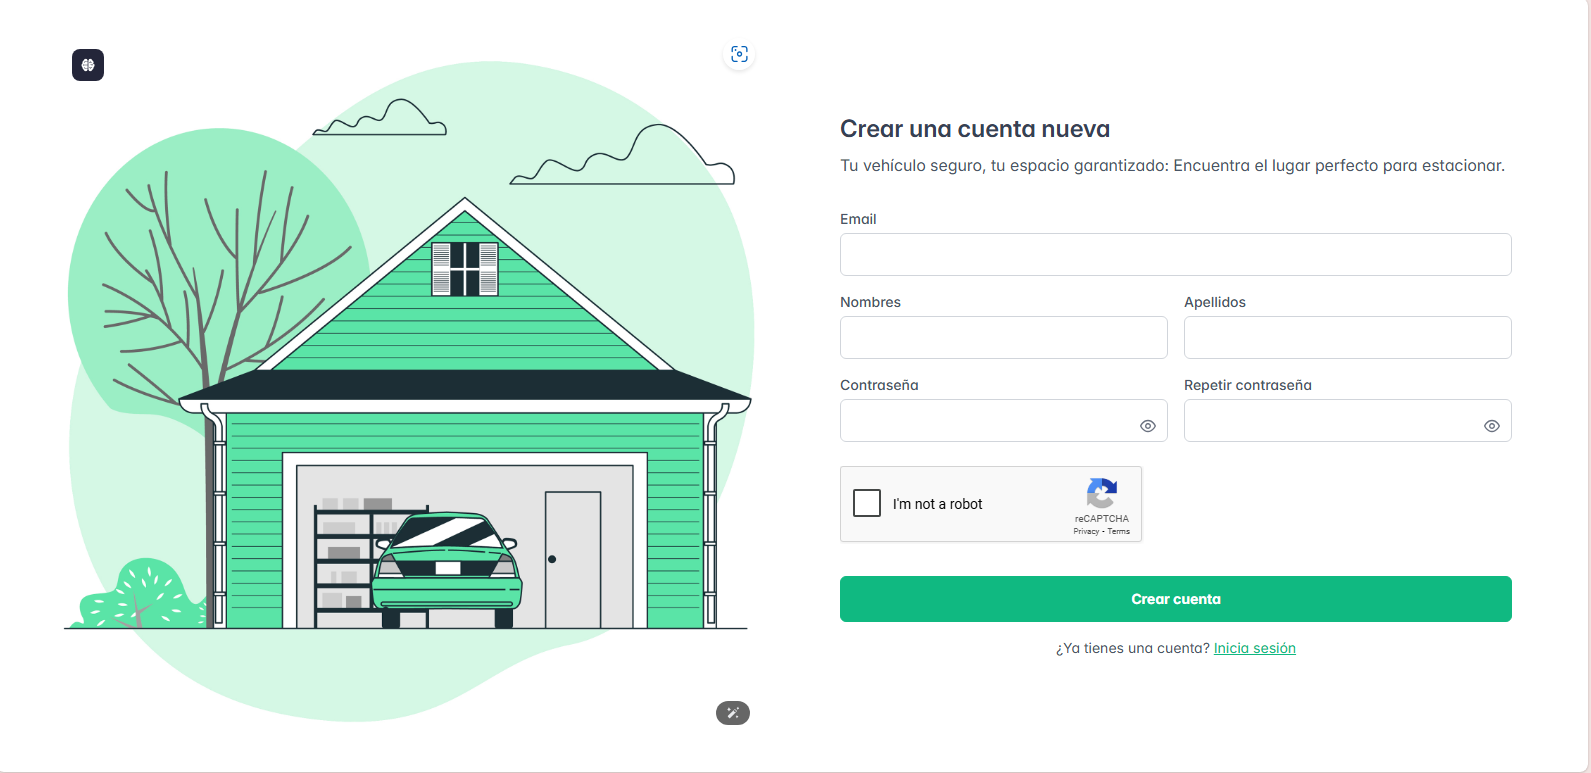 Crear una cuenta nueva
Tu vehículo seguro, tu espacio garantizado: Encuentra el lugar perfecto para estacionar.
Email
Nombres
Apellidos
Contraseña
Repetir contraseña
I'm not a robot
reCAPTCHA
Privacy - Terms
Crear cuenta
¿Ya tienes una cuenta? Inicia sesión